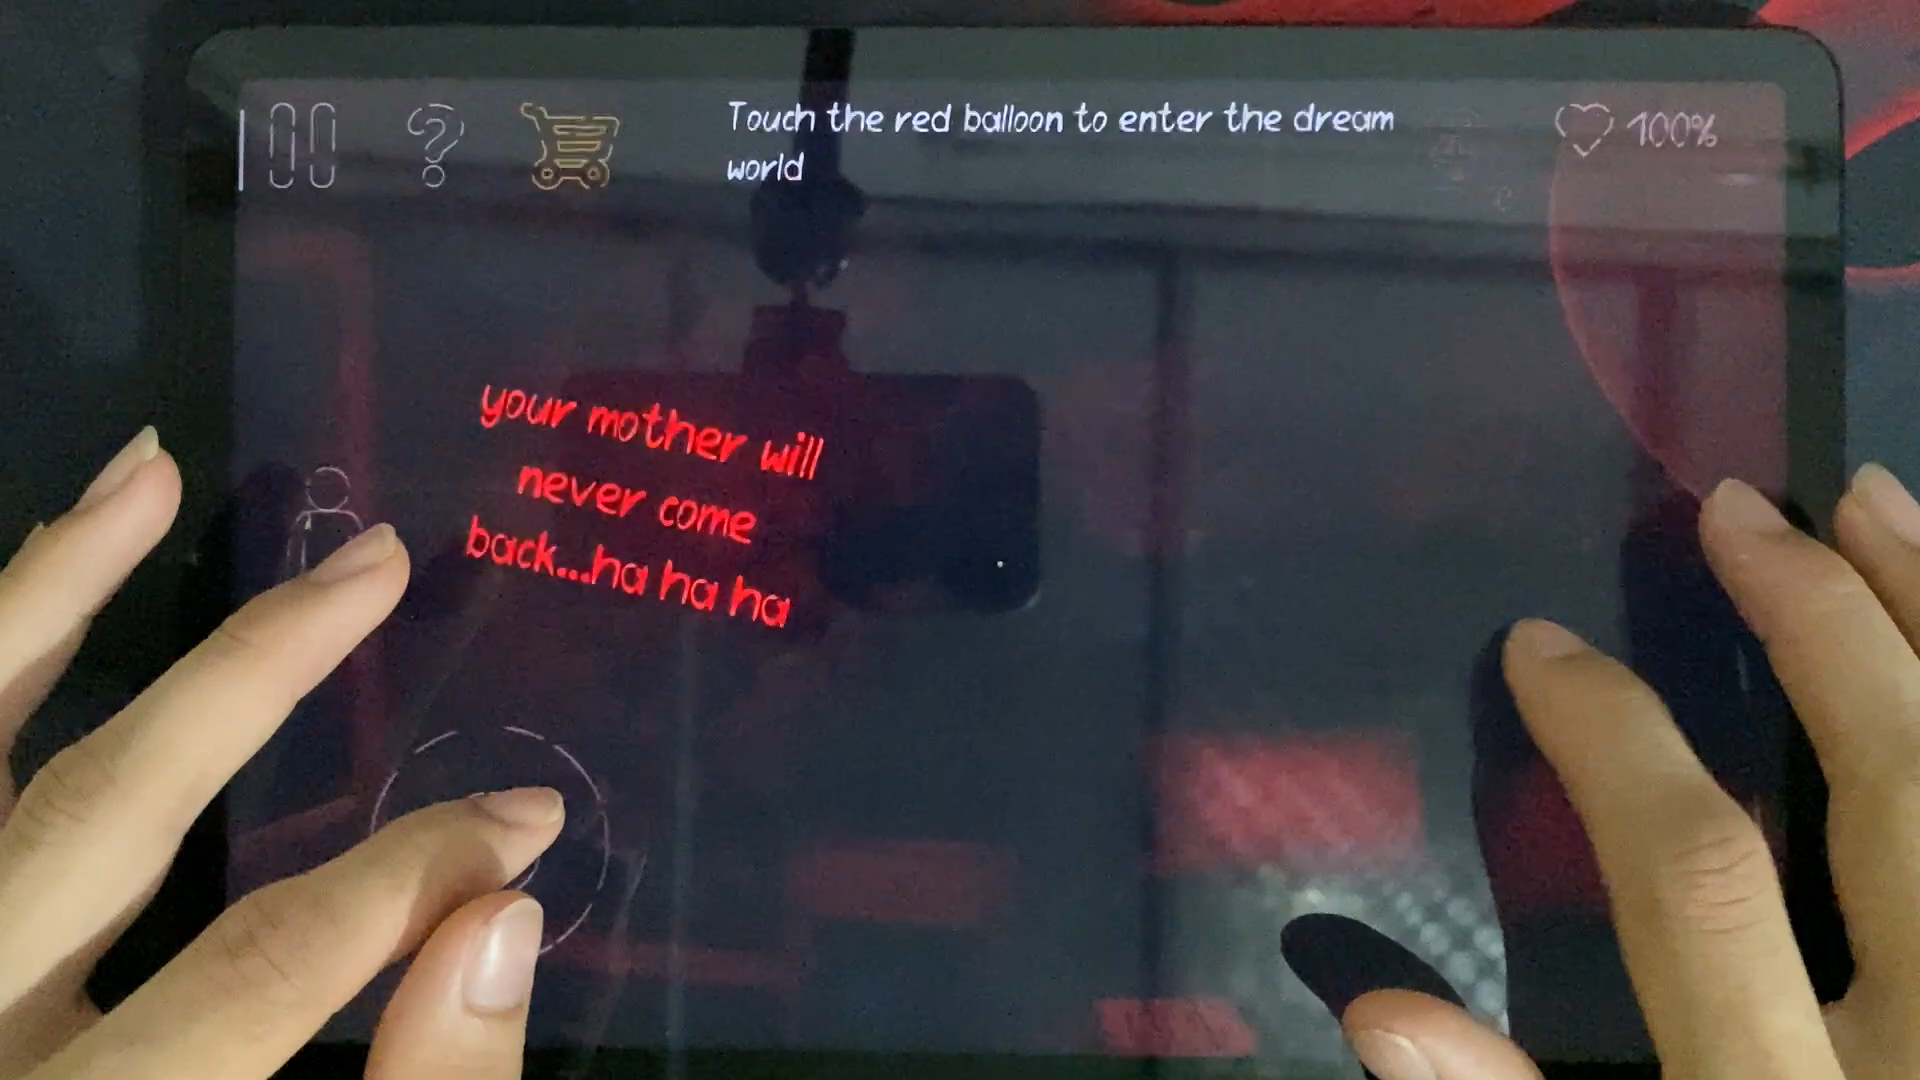 Touch the red balloon to enter the dream
world
100%
your mother will
never come
back...ha ha ha